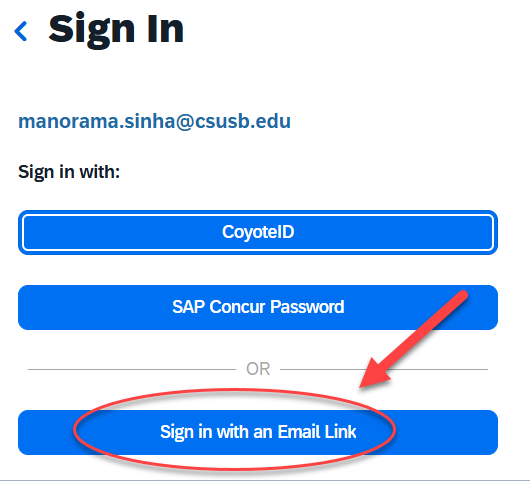 Sign In
manorama.sinha@csusb.edu
Sign in with:
CoyoteID
SAP Concur Password
OR
Sign in with an Email Link